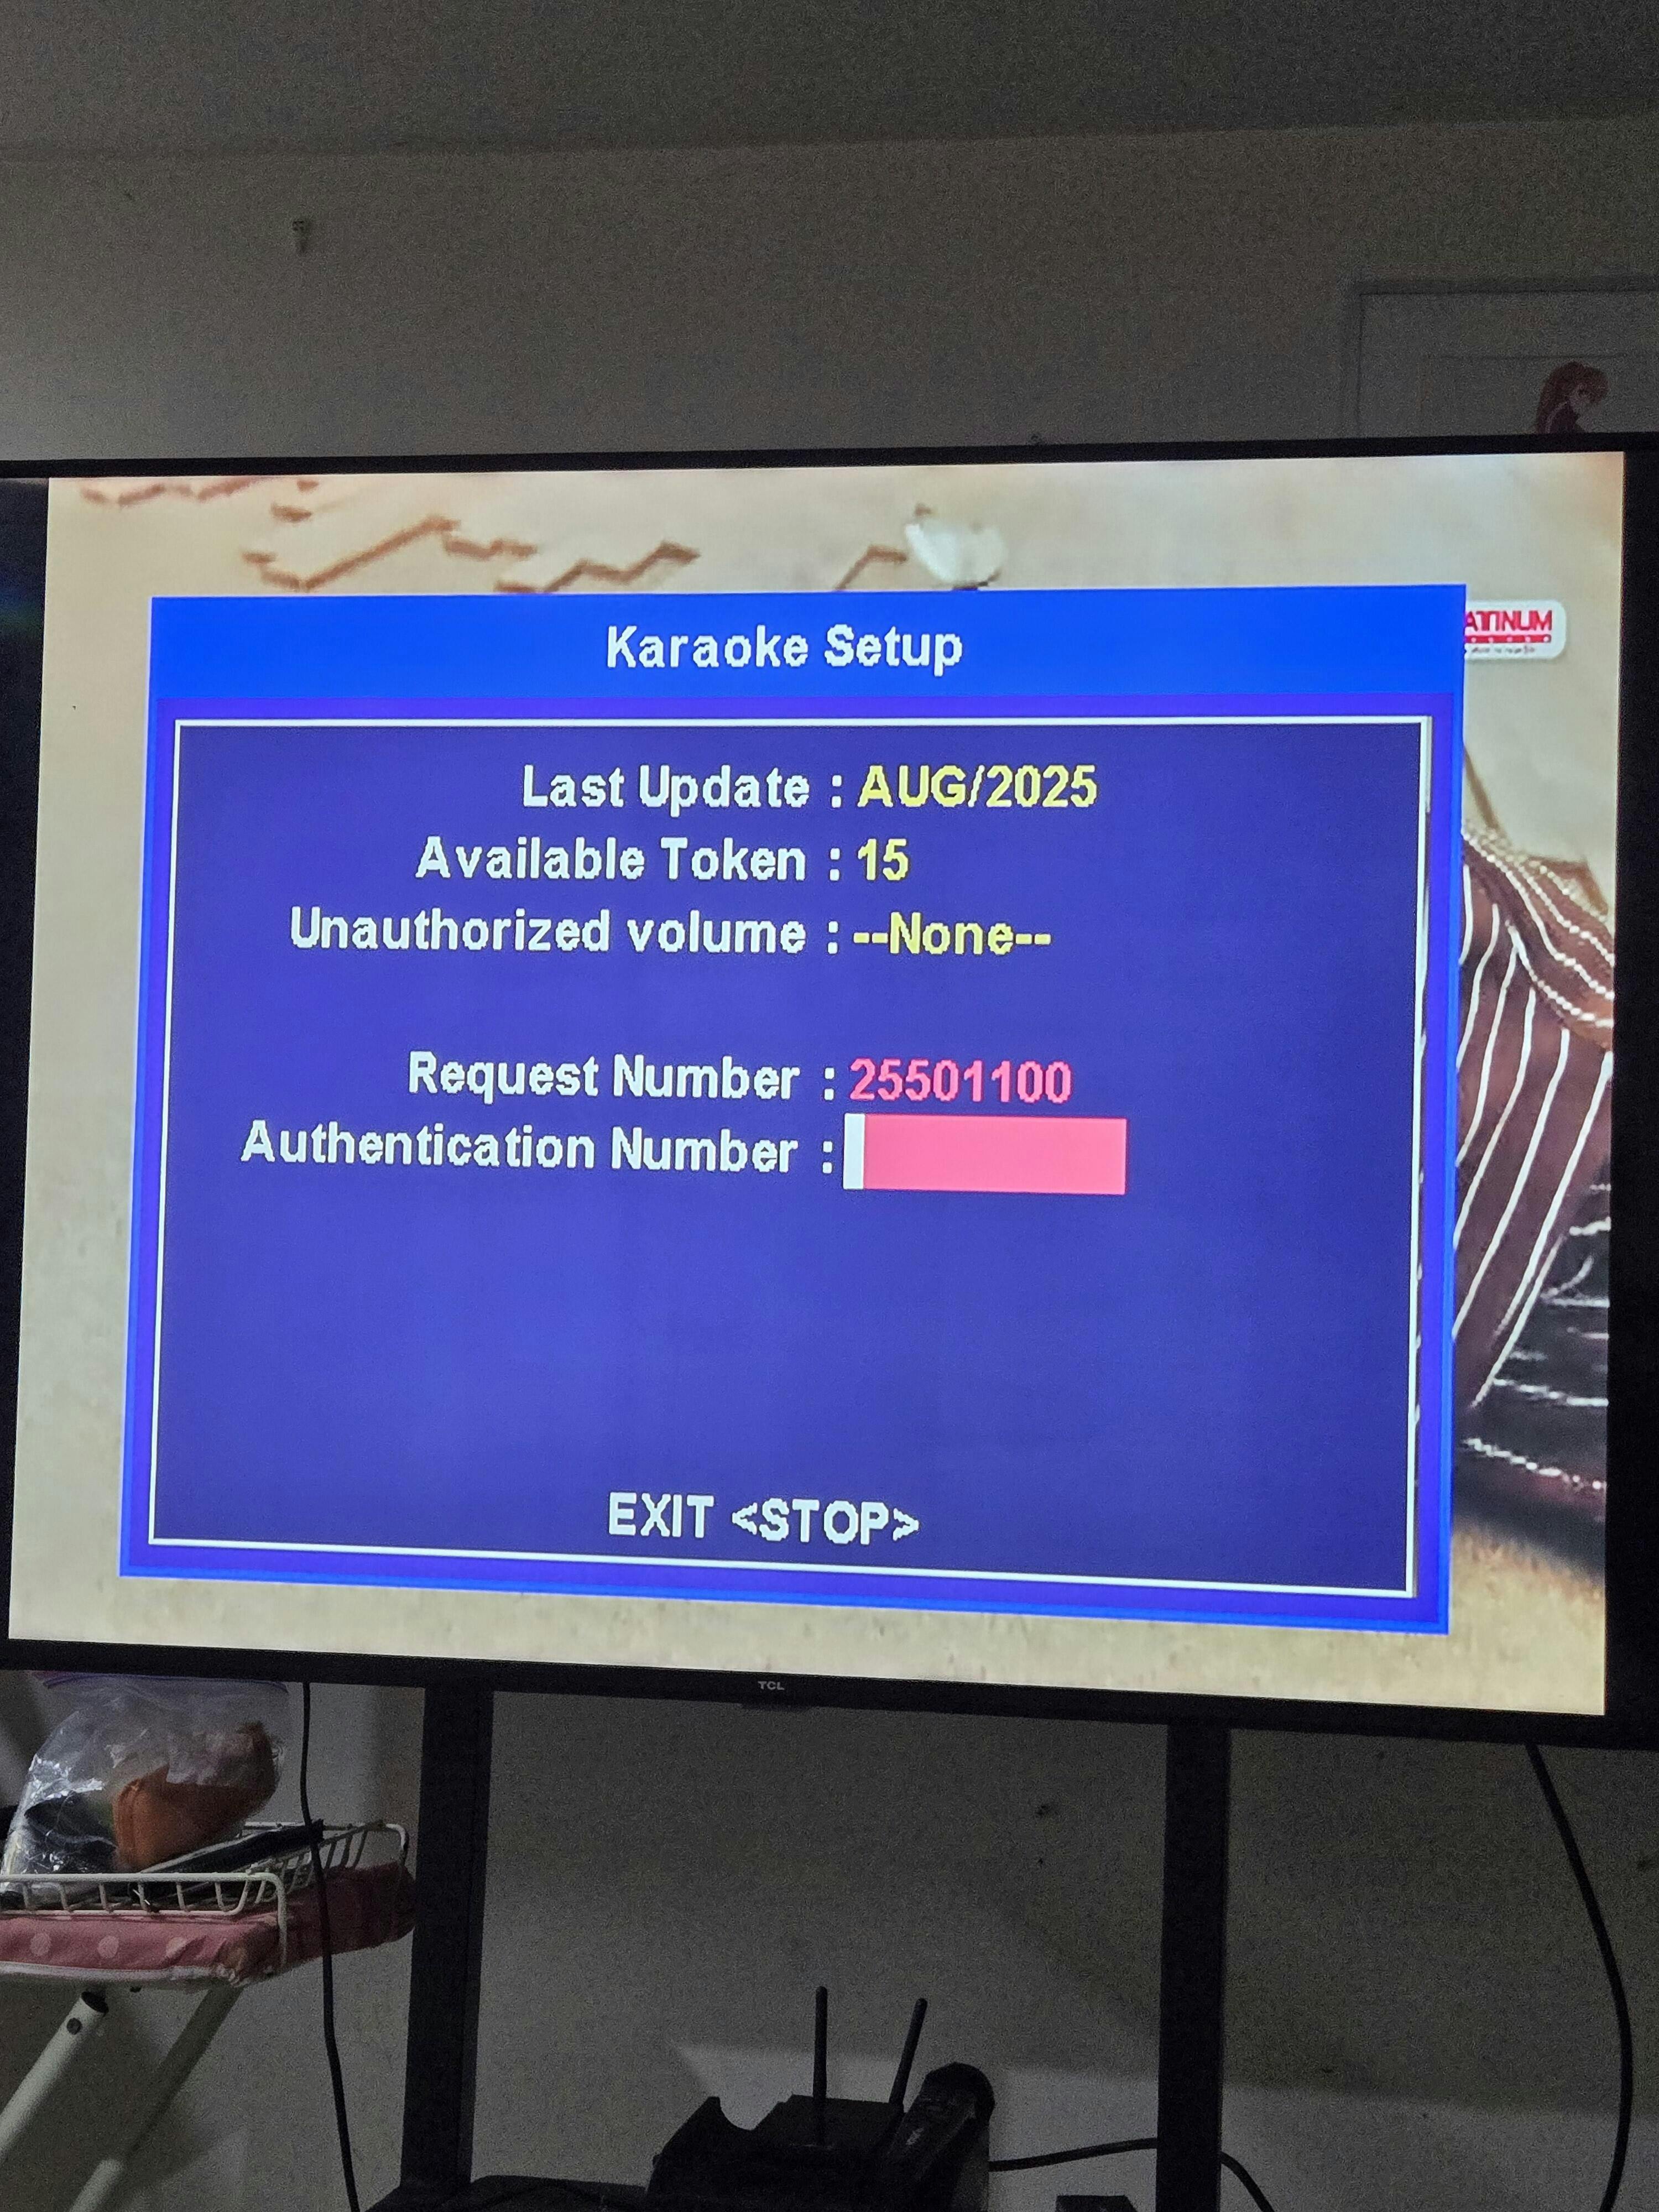 Karaoke Setup
ATINUM
Last Update : AUG/2025
Available Token : 15
Unauthorized volume : --None--
Request Number : 25501100
Authentication Number :
EXIT <STOP>
TCL